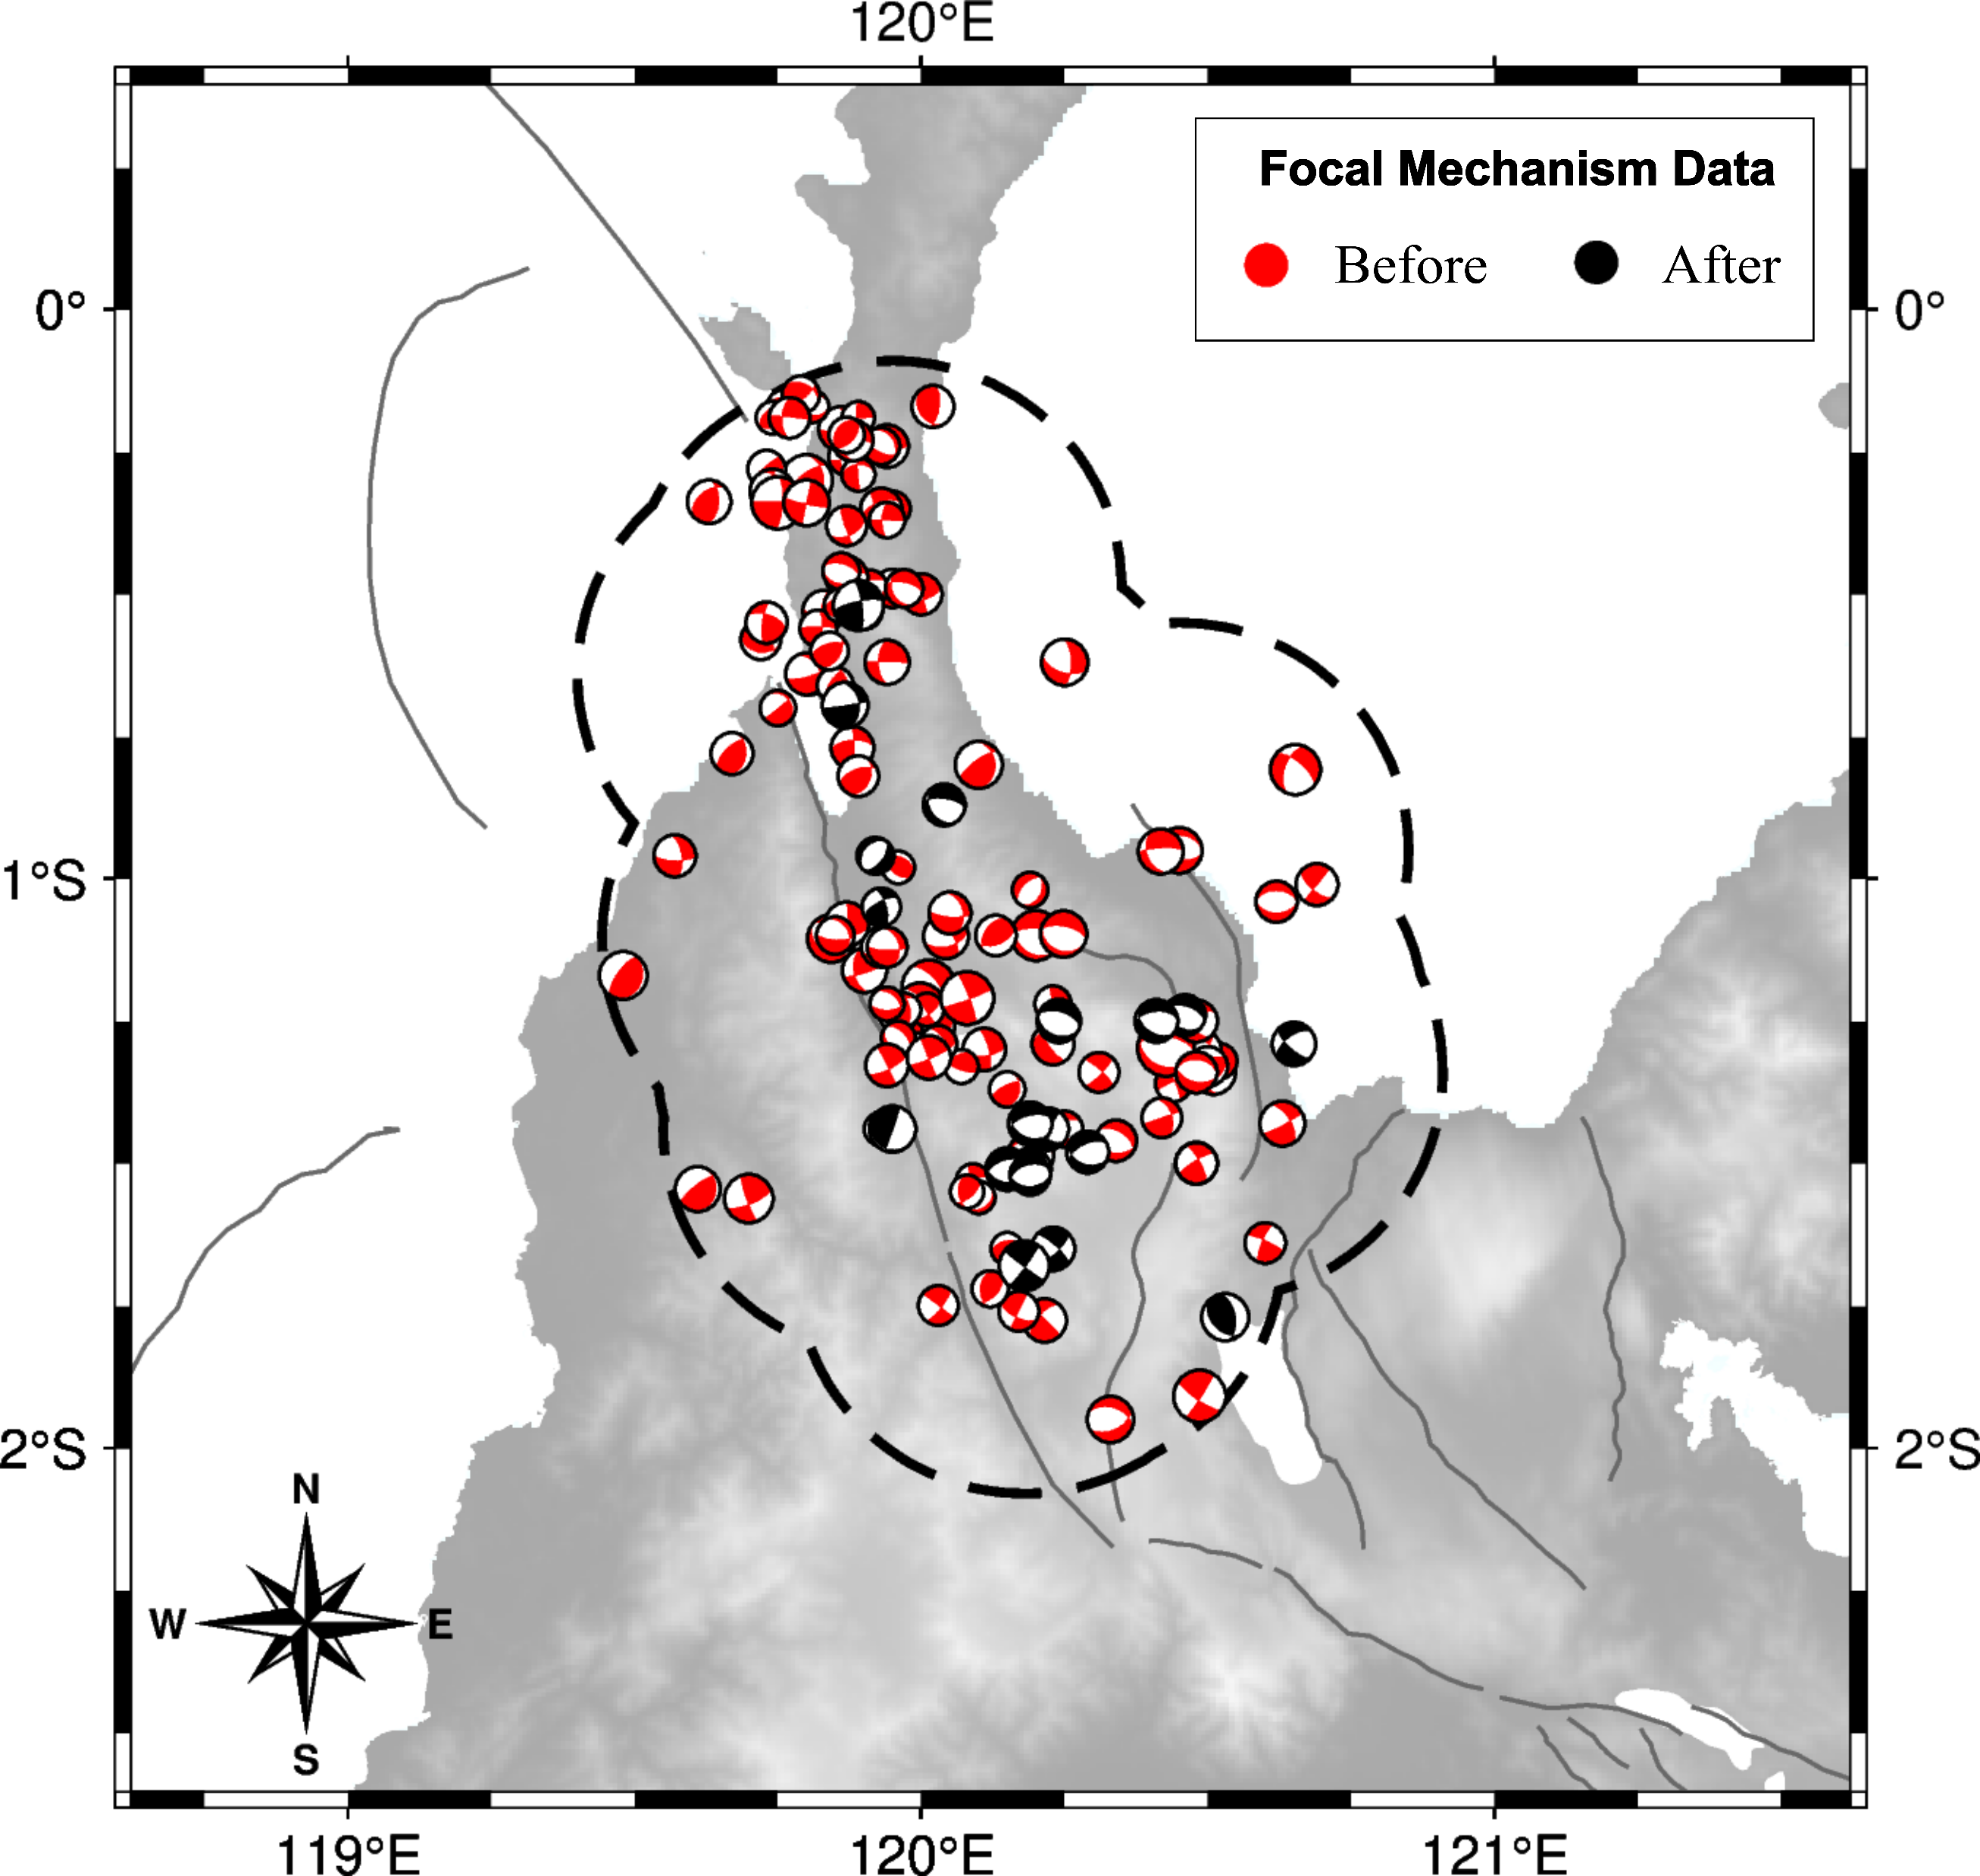 120°E
Focal Mechanism Data
Before After
0° 0°
1°S
2°S 2°S
N
W E
S
119°E 120°E 121°E